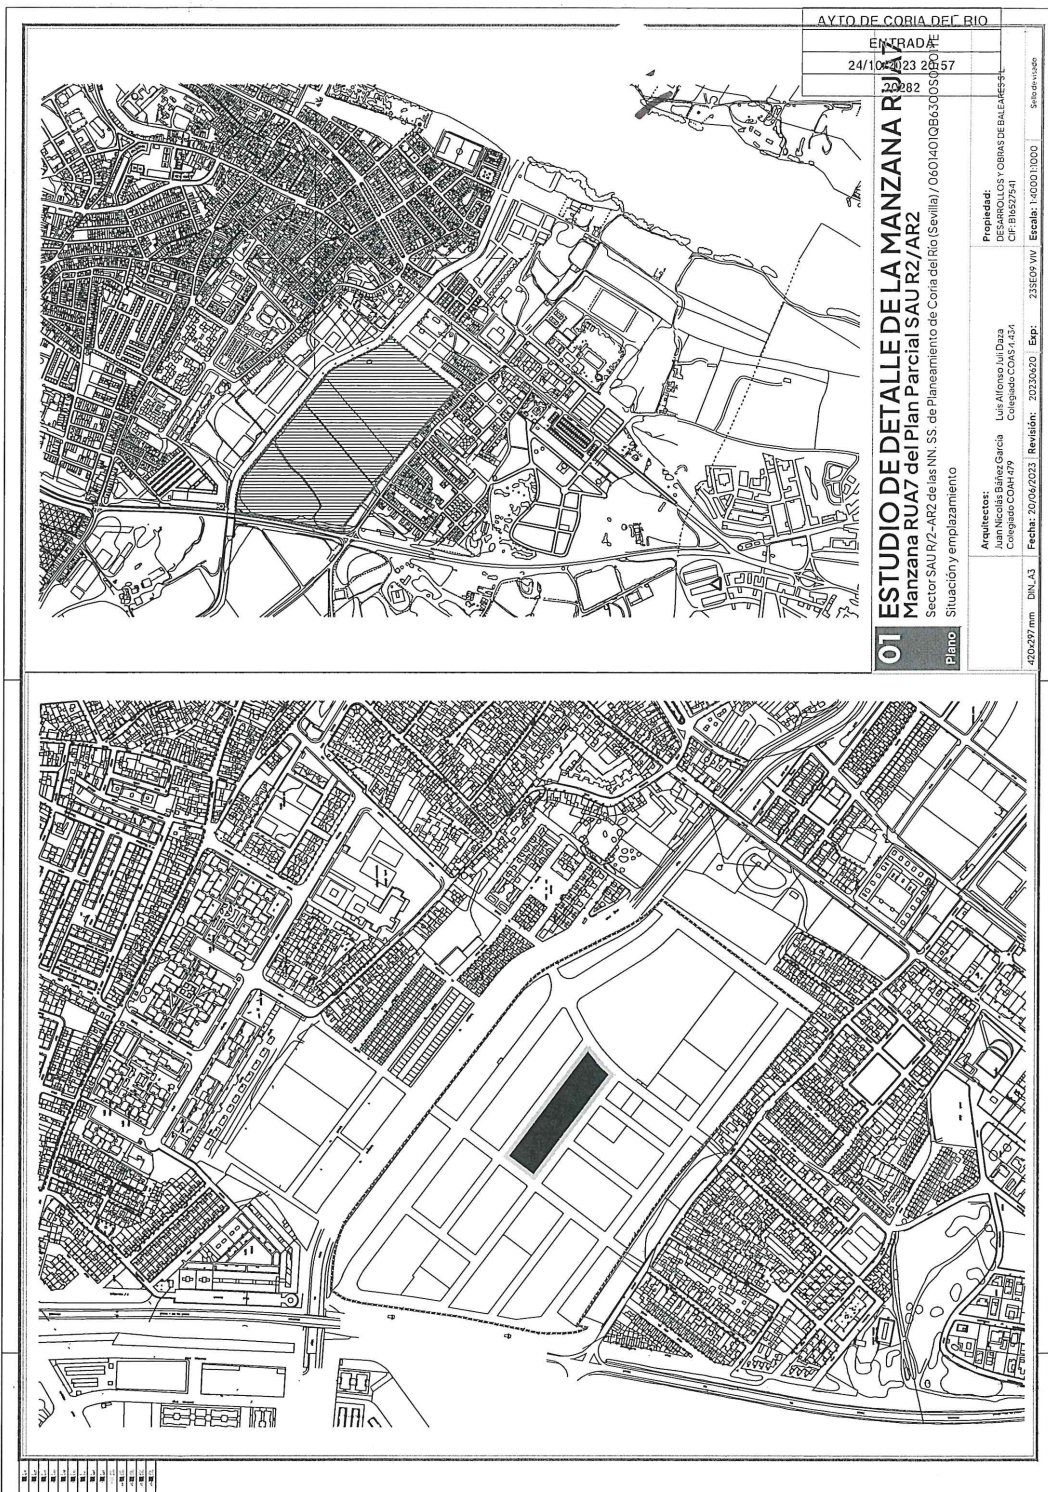 AYTO DE CORIA DEL RIO
ENTRADA
24/10/2023 20:57
20282
01
Plano
ESTUDIO DE DETALLE DE LA MANZANA RUA7
Manzana RUA7 del Plan Parcial SAU R2/AR2
Sector SAU R/2-AR2 de las NN. SS. de Planeamiento de Coria del Río (Sevilla) / 0601401QB6300S0001TE
Situación y emplazamiento
Arquitectos:
Juan Nicolás Báñez García
Colegiado COAH 479
Luis Alfonso Juli Daza
Colegiado COAS 4.434
Propiedad:
DESARROLLOS Y OBRAS DE BALEARES S.L
CIF: B16527541
420x297 mm DIN_A3
Fecha: 20/06/2023
Revisión: 20230620
Exp: 23SE09 VIV
Escala: 1:4000 1:10000
Sello de visado